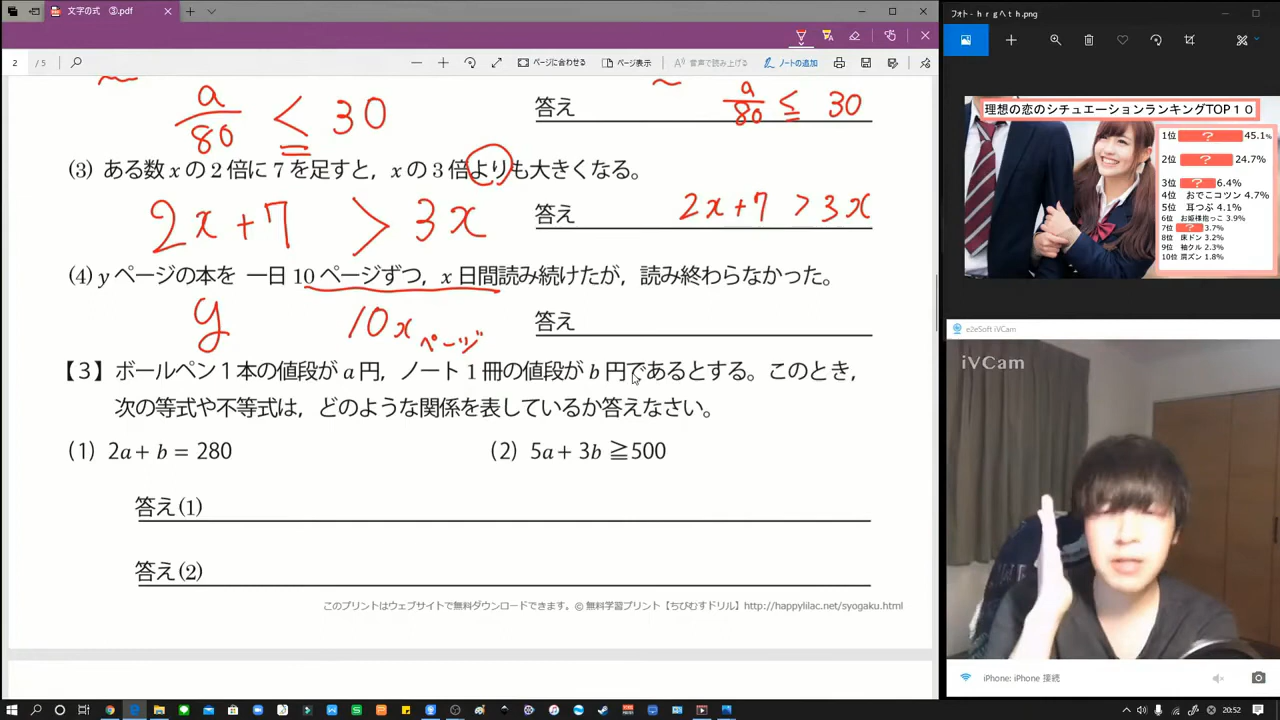 文字の式 ③.pdf
2 / 5
ページに合わせる
ページ表示
音声で読み上げる
ノートの追加
a/80 ≦ 30
答え a/80 ≦ 30
(3) ある数 x の 2 倍に 7 を足すと，x の 3 倍よりも大きくなる。
2x+7 > 3x
答え 2x+7 > 3x
(4) y ページの本を 一日 10 ページずつ，x 日間読み続けたが，読み終わらなかった。
y 10x ページ
答え
【3】ボールペン 1 本の値段が a 円，ノート 1 冊の値段が b 円であるとする。このとき，
次の等式や不等式は，どのような関係を表しているか答えなさい。
(1) 2a + b = 280
(2) 5a + 3b ≧500
答え(1)
答え(2)
このプリントはウェブサイトで無料ダウンロードできます。© 無料学習プリント【ちびむすドリル】http://happylilac.net/syogaku.html
フォト - ｈｒｇへｔｈ.png
理想の恋のシチュエーションランキングTOP１０
1位 ? 45.1%
2位 ? 24.7%
3位 ? 6.4%
4位 おでこコツン 4.7%
5位 耳つぶ 4.1%
6位 お姫様抱っこ 3.9%
7位 ? 3.7%
8位 床ドン 3.2%
9位 袖クル 2.3%
10位 肩ズン 1.8%
e2eSoft iVCam
iVCam
iPhone: iPhone 接続
20:52